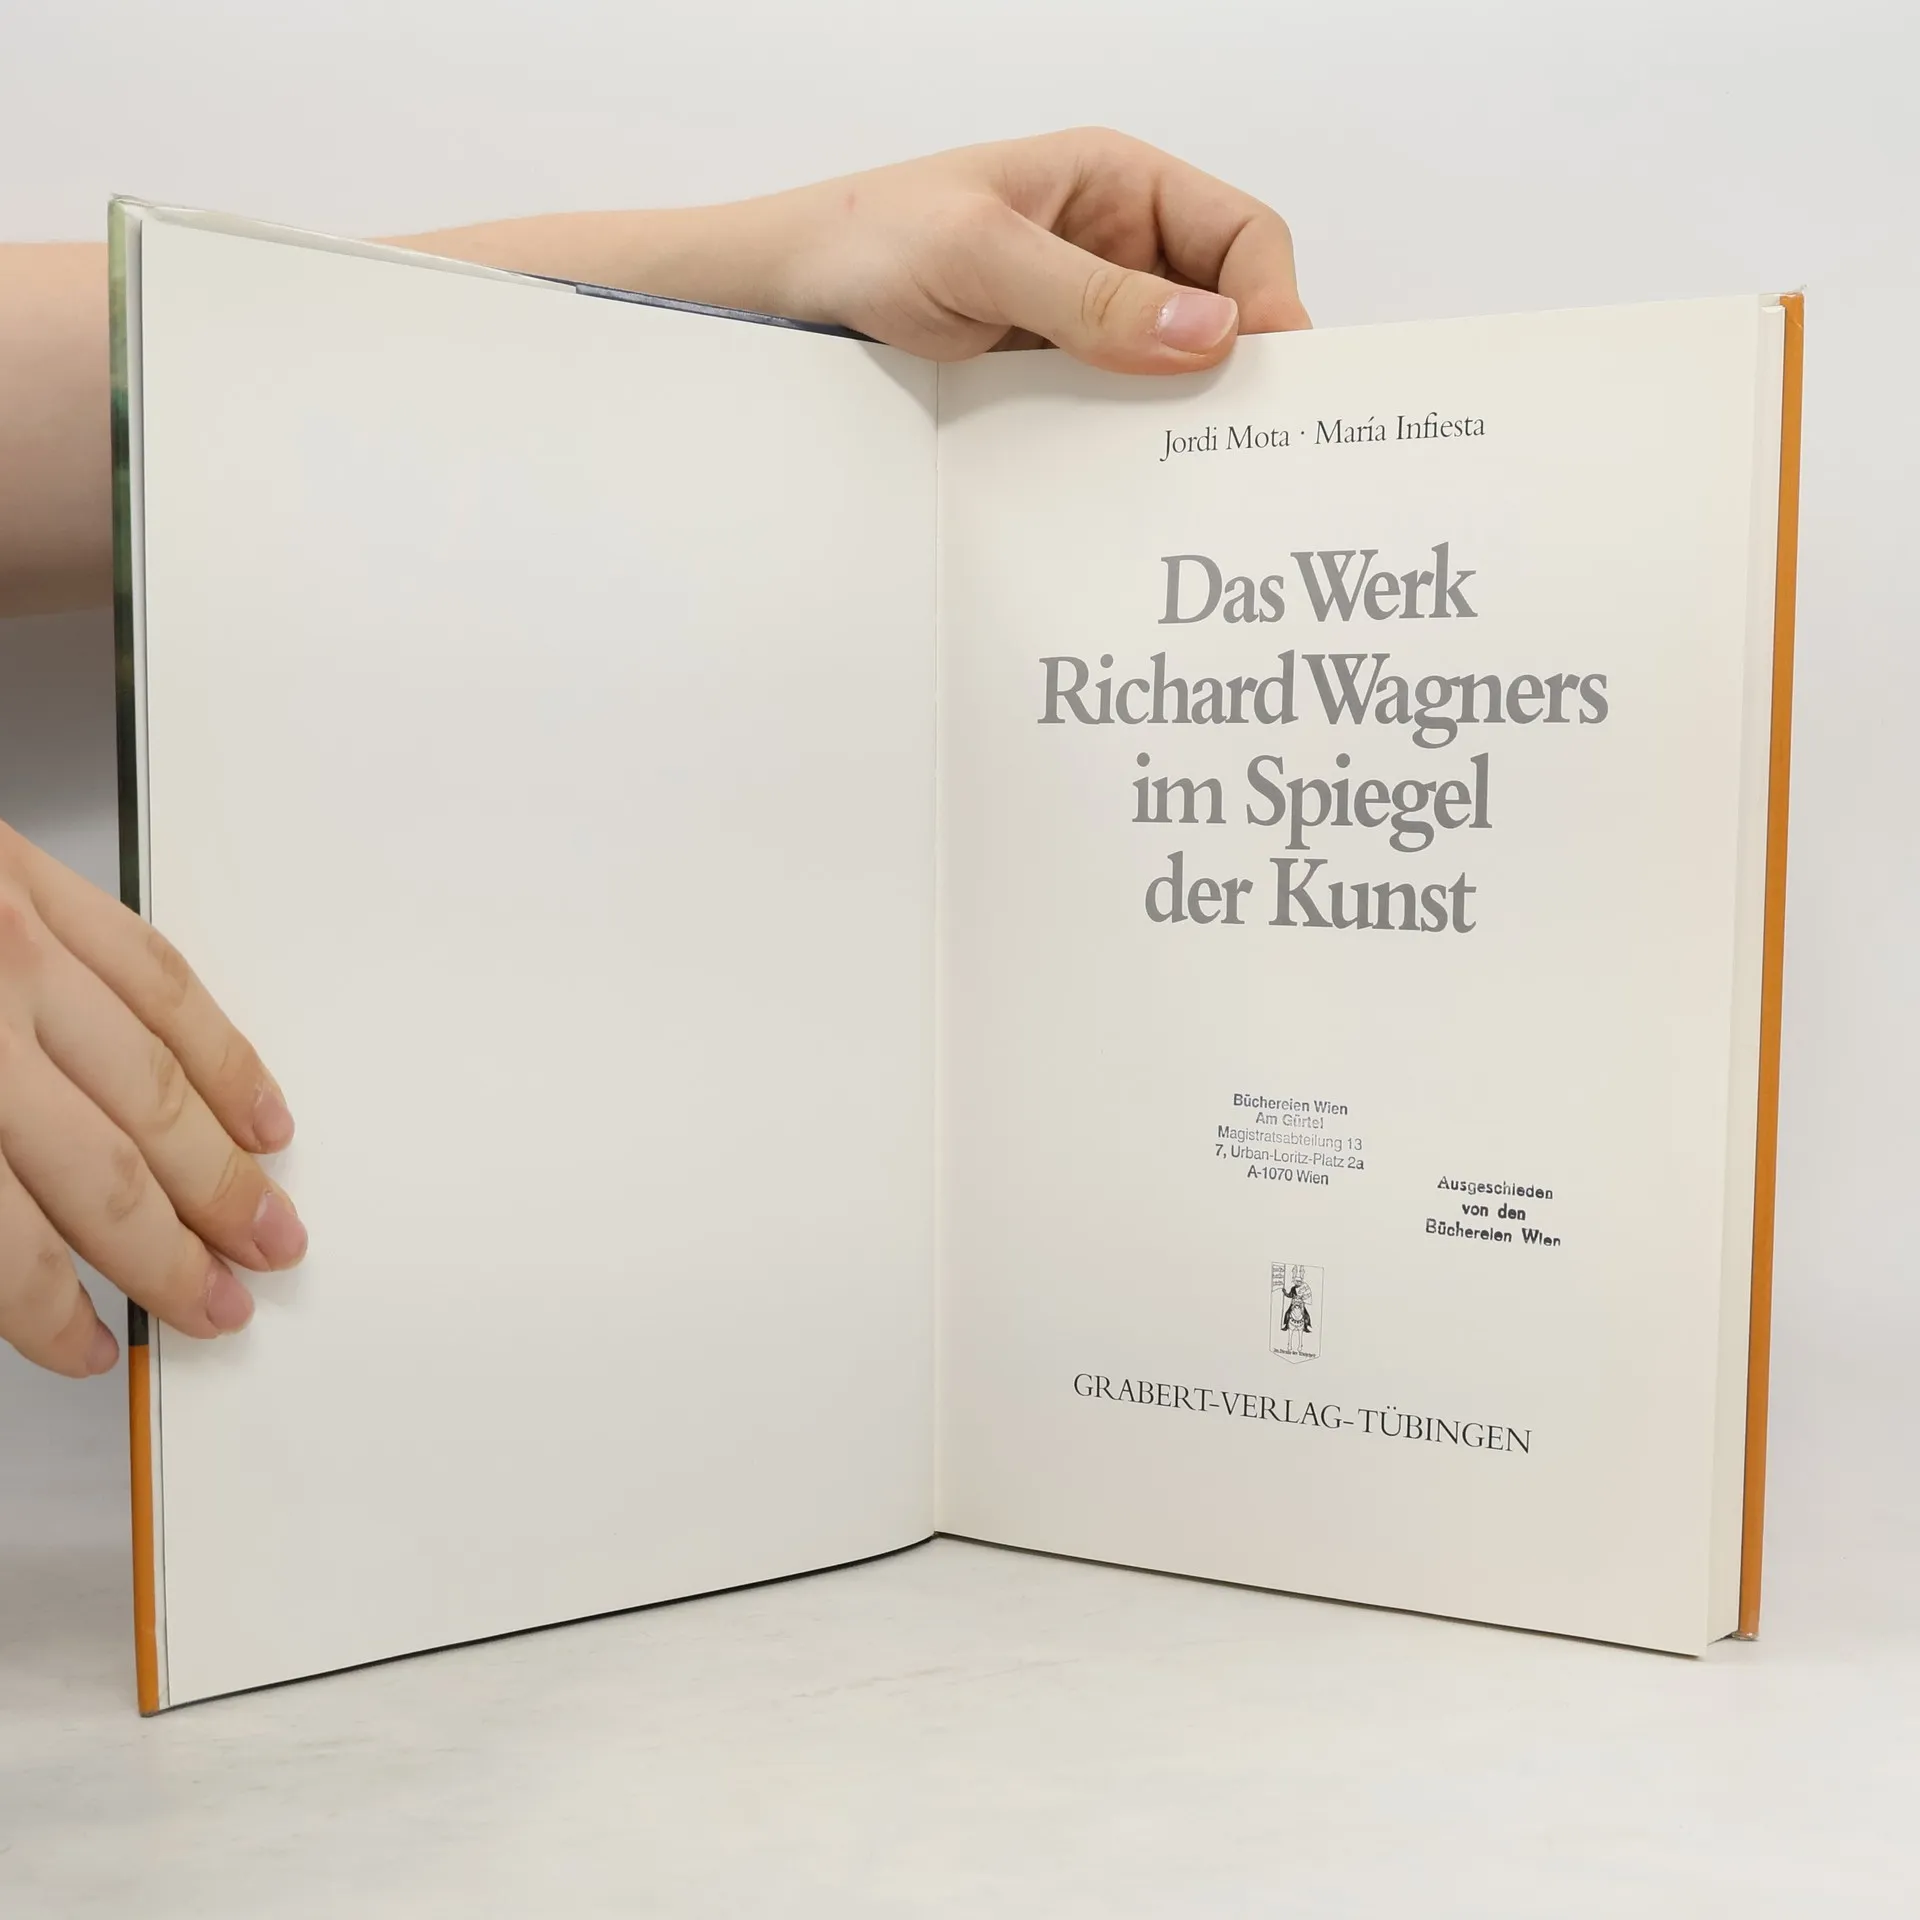 Jordi Mota · María Infiesta
Das Werk
Richard Wagners
im Spiegel
der Kunst
Büchereien Wien
Am Gürtel
Magistratsabteilung 13
7, Urban-Loritz-Platz 2a
A-1070 Wien
Ausgeschieden
von den
Büchereien Wien
GRABERT-VERLAG-TÜBINGEN